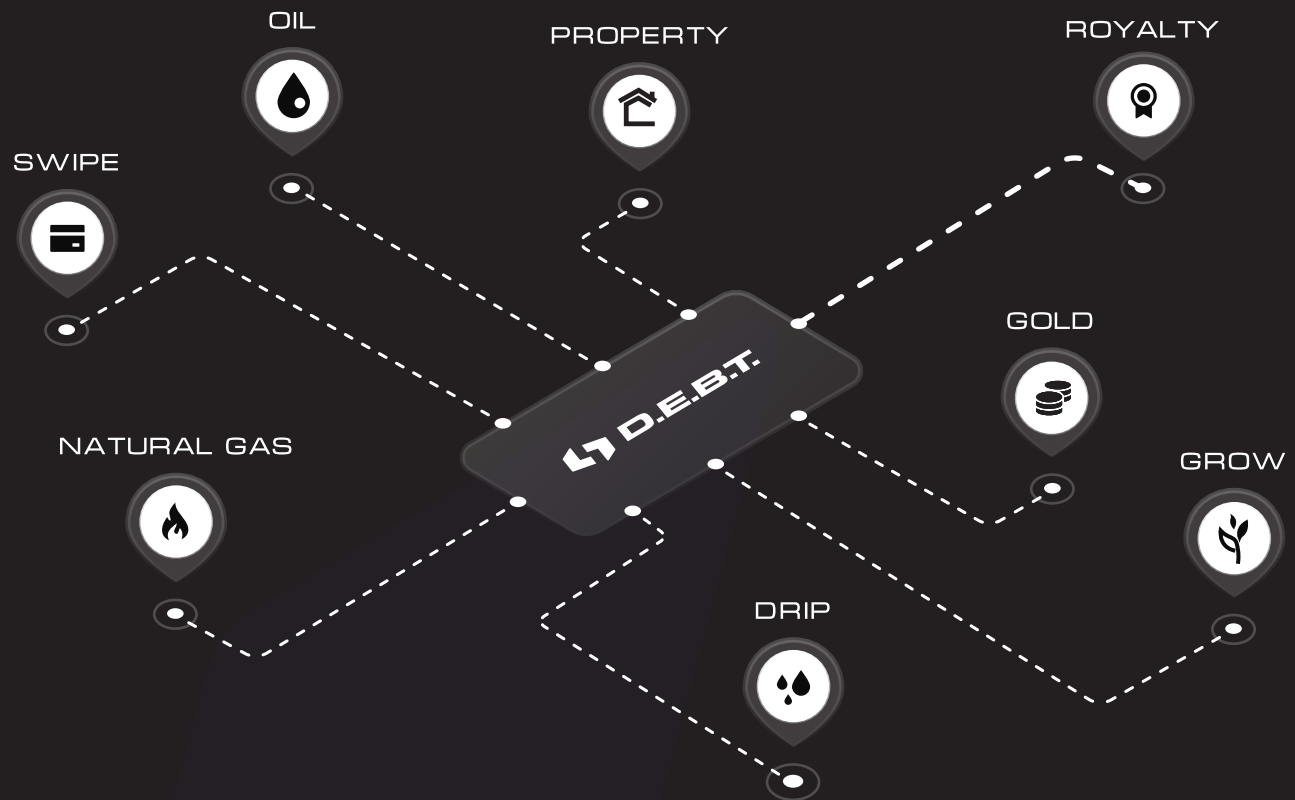 OIL
PROPERTY
ROYALTY
SWIPE
GOLD
D.E.B.T.
NATURAL GAS
GROW
DRIP